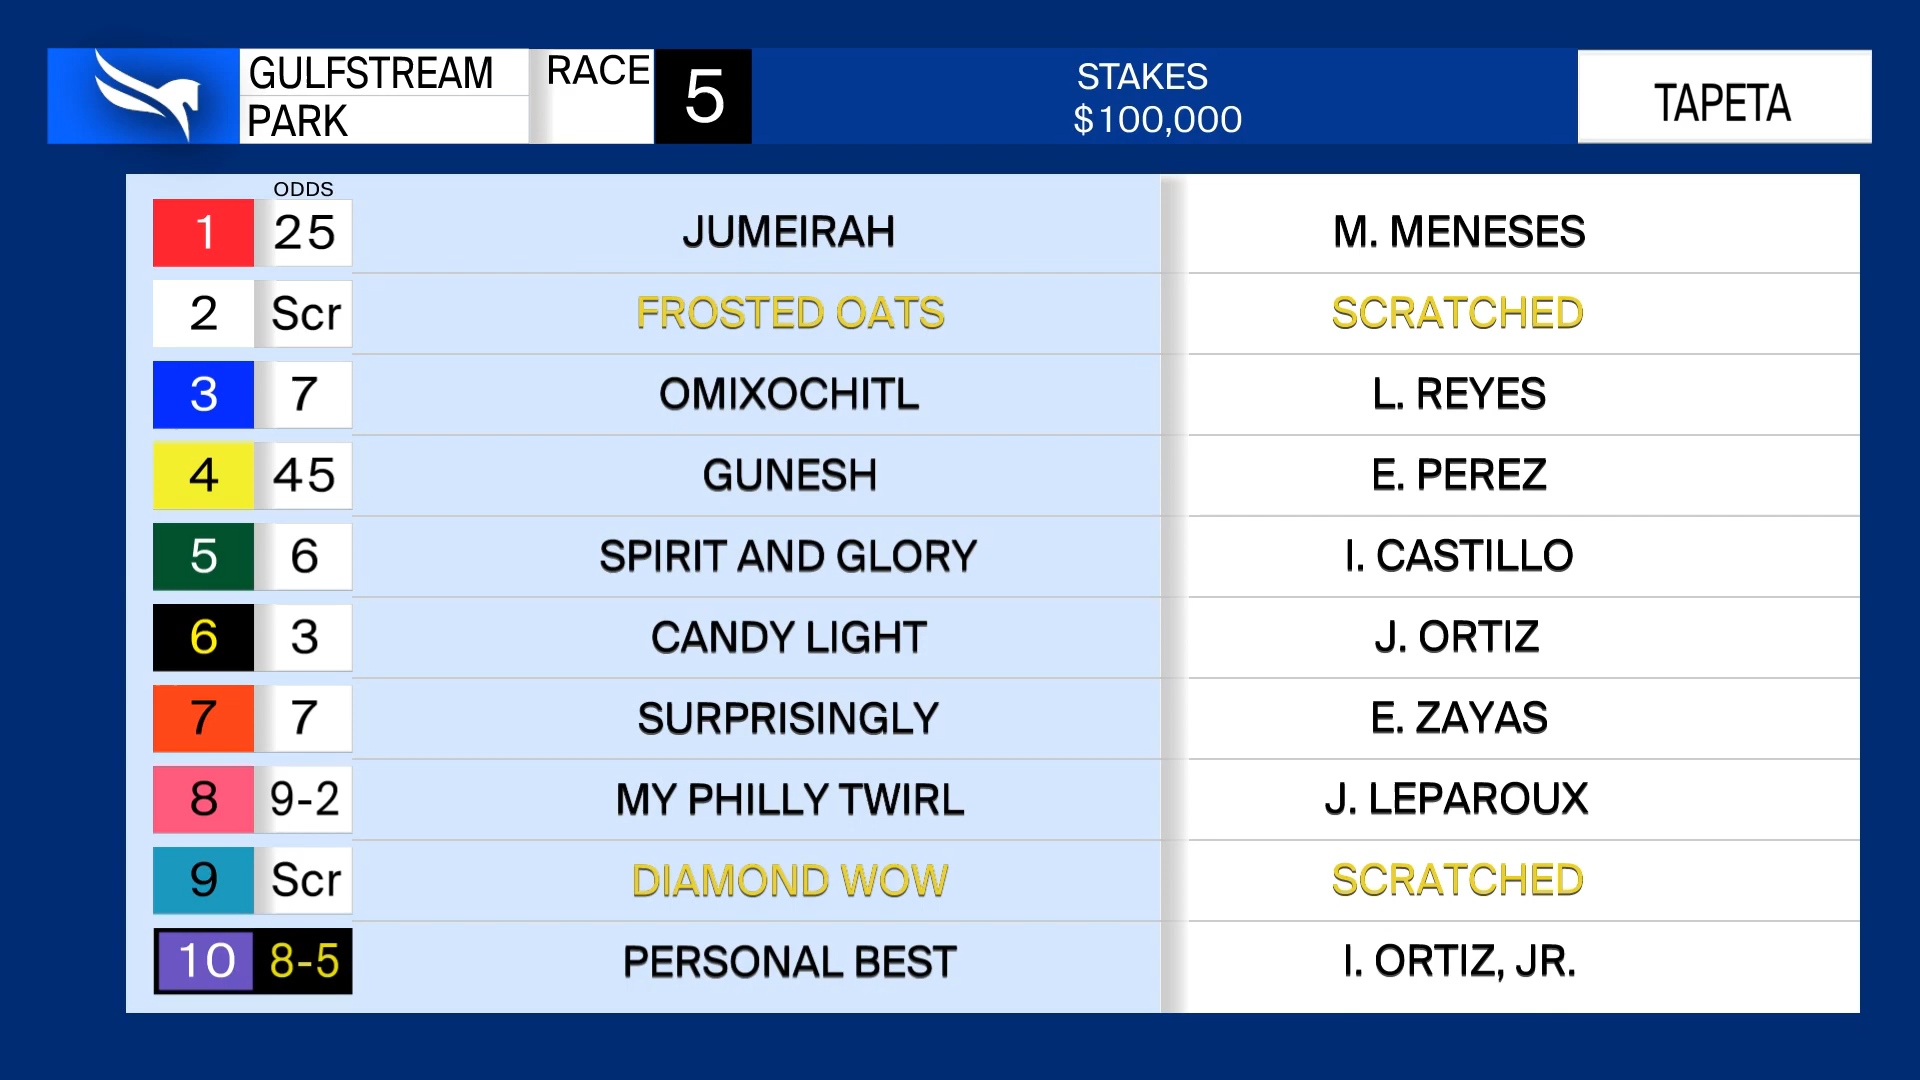 GULFSTREAM
PARK
RACE
5
STAKES
$100,000
TAPETA
ODDS
1 25 JUMEIRAH M. MENESES
2 Scr FROSTED OATS SCRATCHED
3 7 OMIXOCHITL L. REYES
4 45 GUNESH E. PEREZ
5 6 SPIRIT AND GLORY I. CASTILLO
6 3 CANDY LIGHT J. ORTIZ
7 7 SURPRISINGLY E. ZAYAS
8 9-2 MY PHILLY TWIRL J. LEPAROUX
9 Scr DIAMOND WOW SCRATCHED
10 8-5 PERSONAL BEST I. ORTIZ, JR.